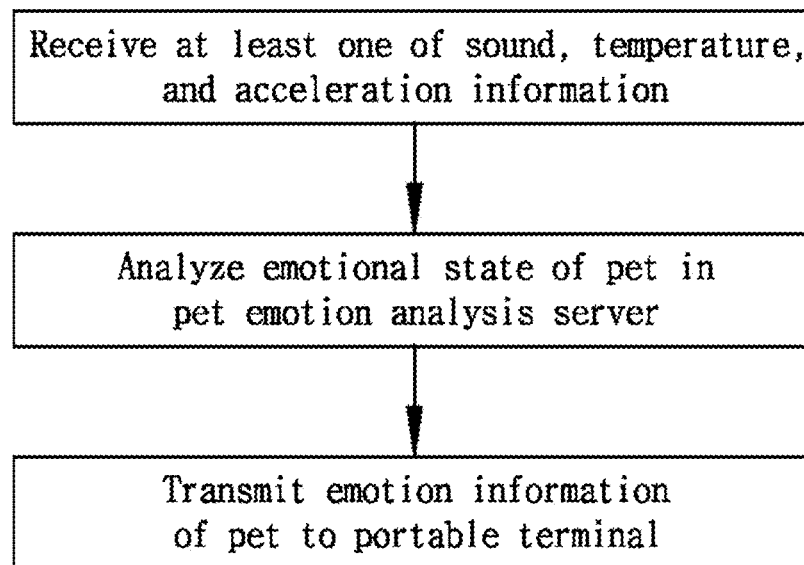 Receive at least one of sound, temperature,
and acceleration information
Analyze emotional state of pet in
pet emotion analysis server
Transmit emotion information
of pet to portable terminal